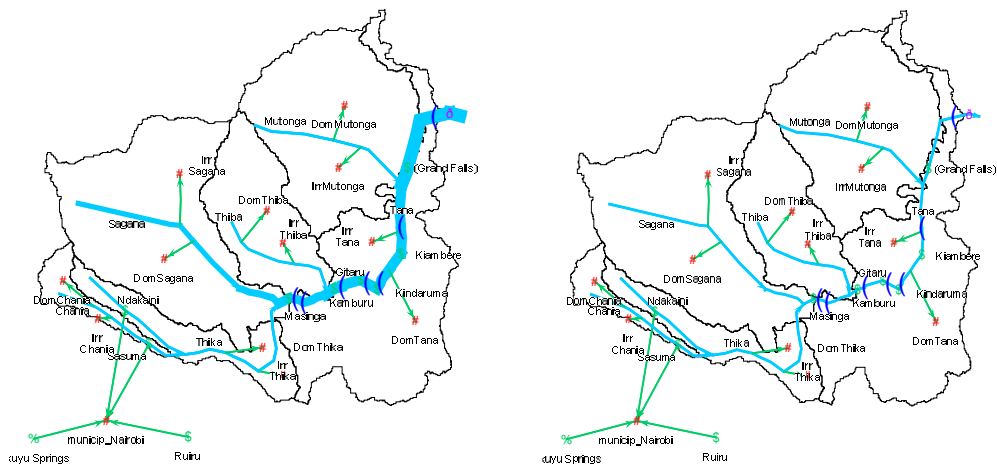 Mutonga
DomMutonga
Irr
Sagana
IrrMutonga
(Grand Falls)
DomThiba
Thiba
Irr
Thiba
Irr
Tana
Tana
Sagana
DomSagana
Kiambere
Gitaru
Kamburu
Kindaruma
Masinga
DomChania
Chania
Ndakaini
Irr
Chania
Sasuma
Thika
DomThika
Irr
Thika
DomTana
municip_Nairobi
uyu Springs
Ruiru
Mutonga
DomMutonga
Irr
Sagana
IrrMutonga
(Grand Falls)
DomThiba
Thiba
Irr
Thiba
Irr
Tana
Tana
Sagana
DomSagana
Kiambere
Gitaru
Kamburu
Kindaruma
Masinga
DomChania
Chania
Ndakaini
Irr
Chania
Sasuma
Thika
DomThika
Irr
Thika
DomTana
municip_Nairobi
uyu Springs
Ruiru